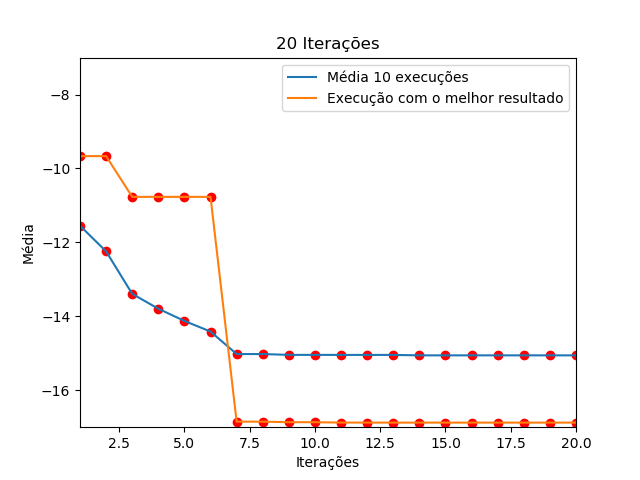 20 Iterações
Média 10 execuções
Execução com o melhor resultado
−8
−10
−12
−14
−16
Média
2.5 5.0 7.5 10.0 12.5 15.0 17.5 20.0
Iterações